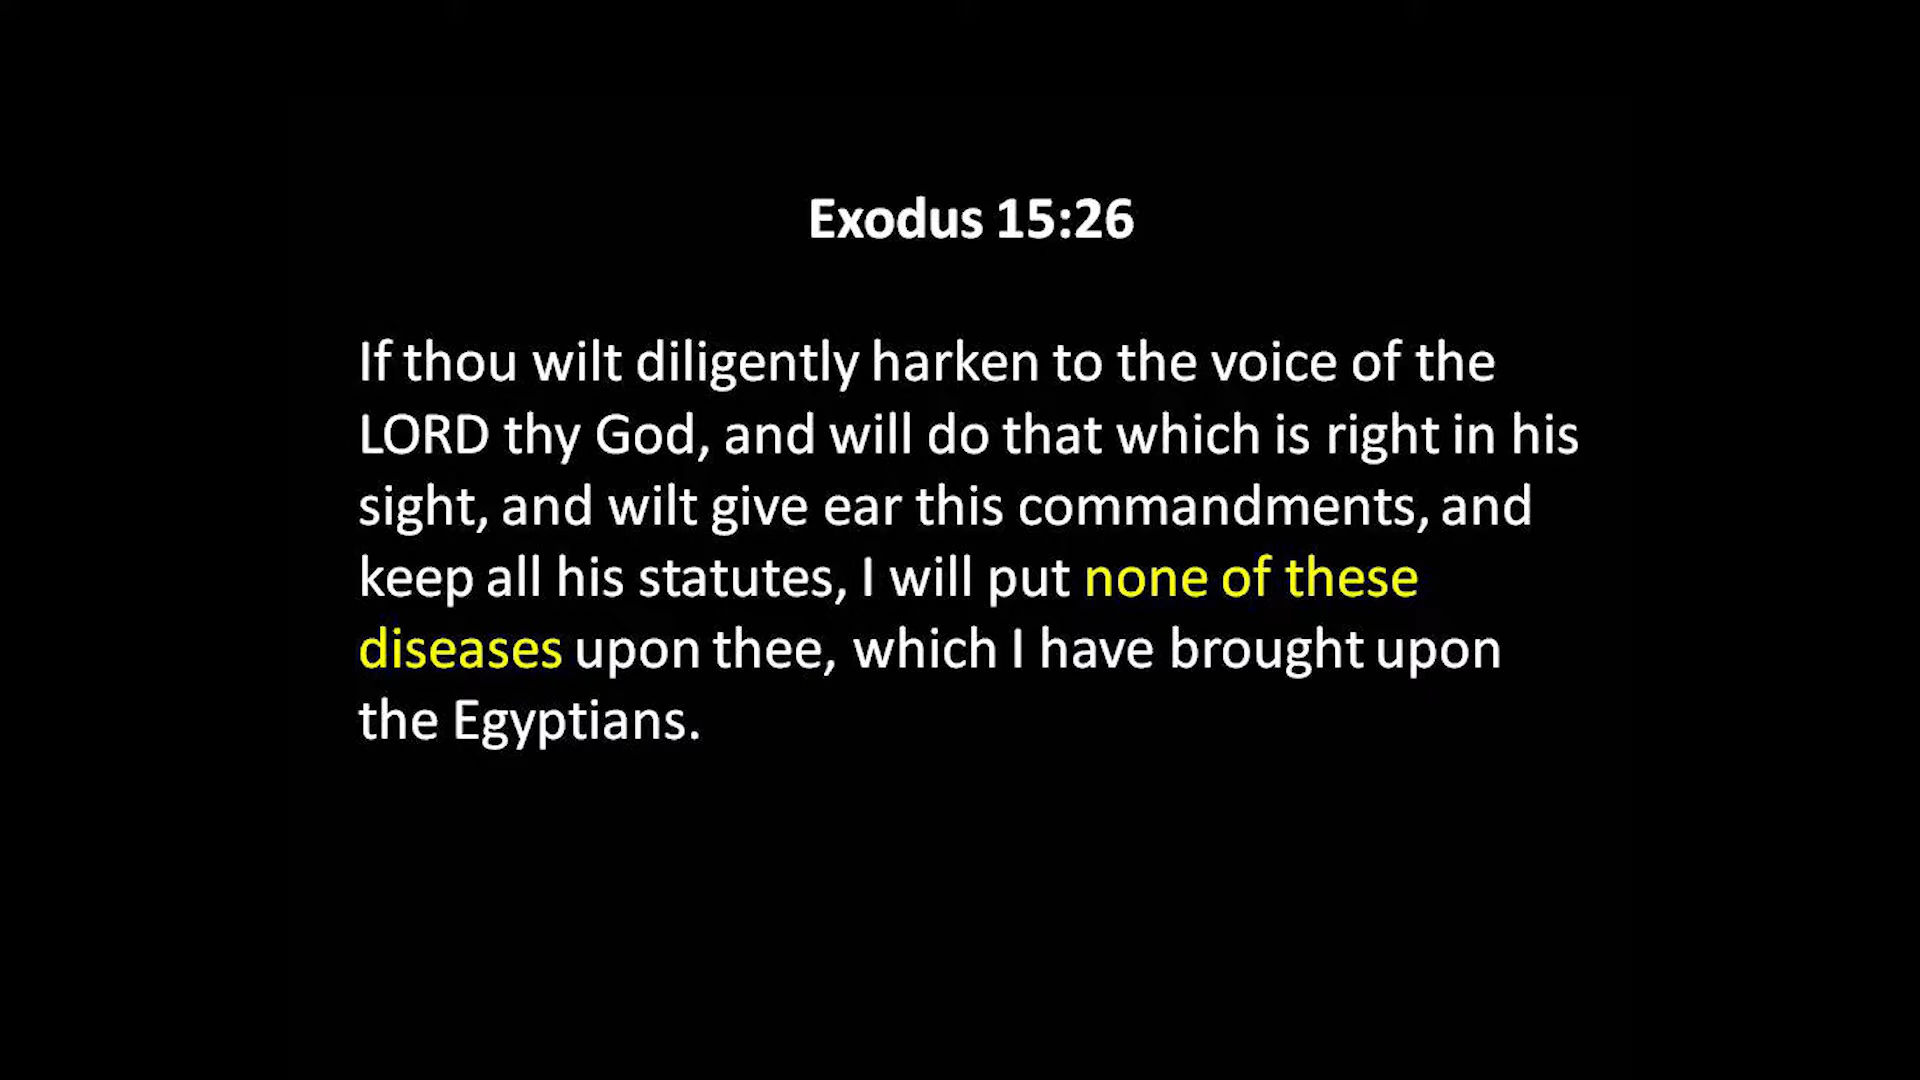 Exodus 15:26
If thou wilt diligently harken to the voice of the
LORD thy God, and will do that which is right in his
sight, and wilt give ear this commandments, and
keep all his statutes, I will put none of these
diseases upon thee, which I have brought upon
the Egyptians.